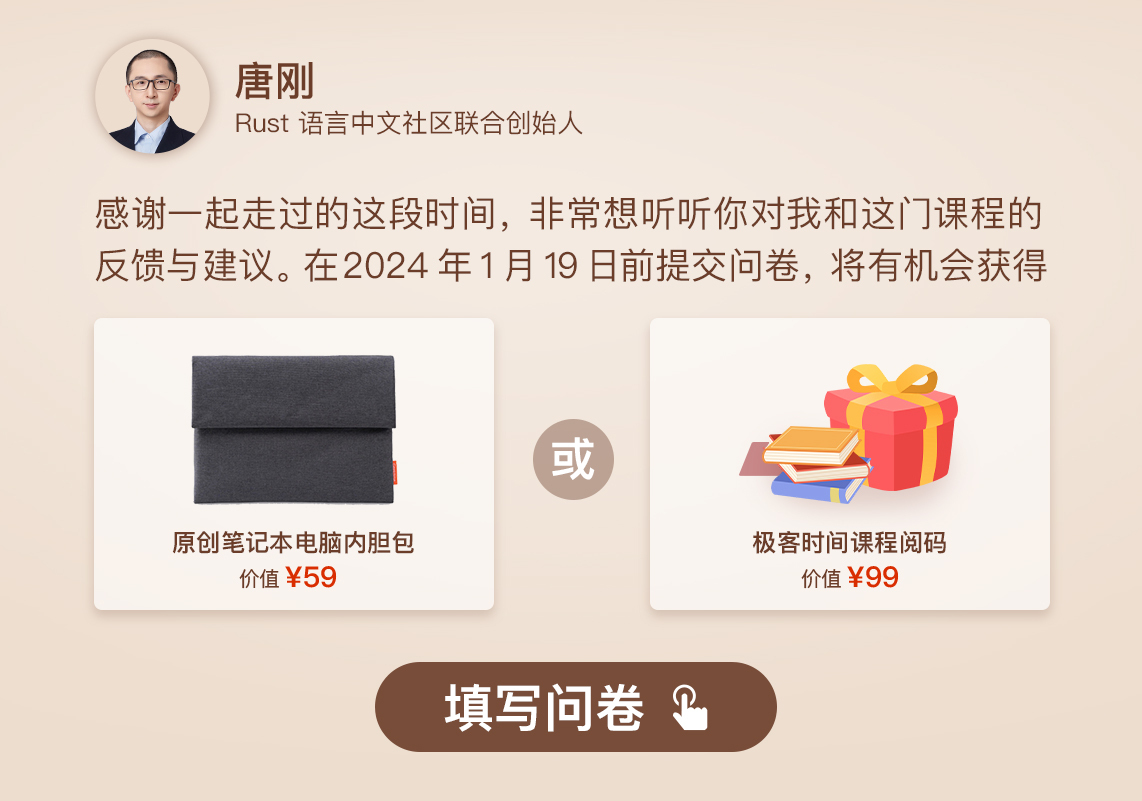 唐刚
Rust 语言中文社区联合创始人
感谢一起走过的这段时间，非常想听听你对我和这门课程的
反馈与建议。在2024年1月19日前提交问卷，将有机会获得
或
原创笔记本电脑内胆包
价值 ¥59
极客时间课程阅码
价值 ¥99
填写问卷